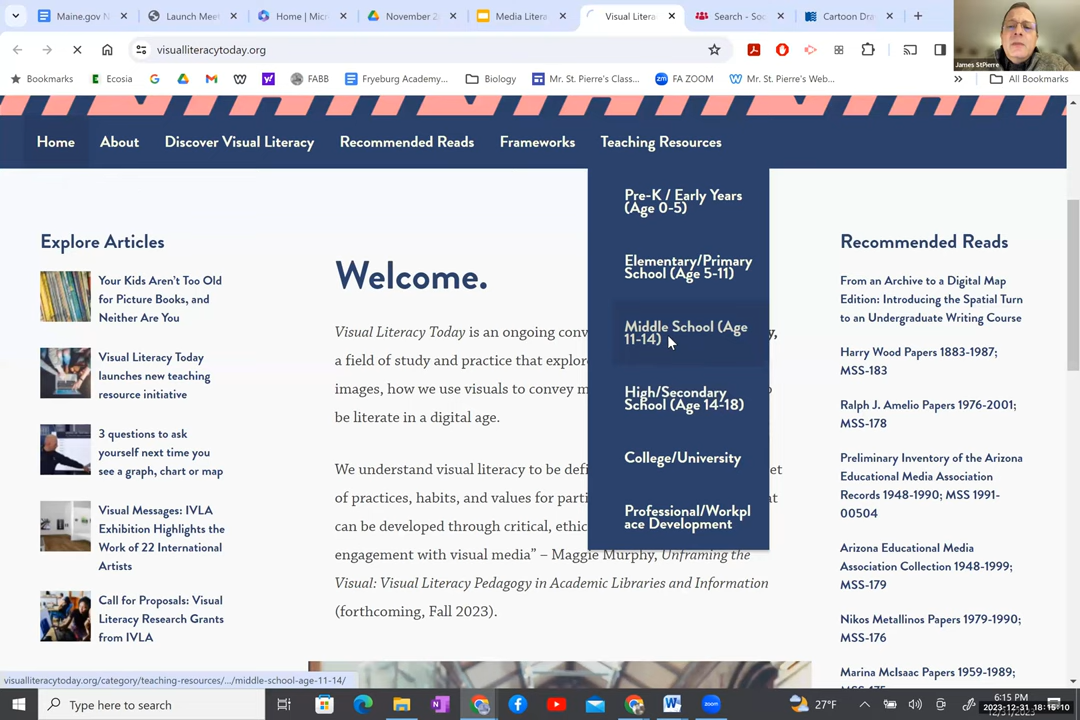 Maine.gov N
Launch Meet
Home | Micr
November 2
Media Litera
Visual Litera
Search - Soc
Cartoon Dra
visualliteracytoday.org
James StPierre
Bookmarks
Ecosia
FABB
Fryeburg Academy...
Biology
Mr. St. Pierre's Class...
FA ZOOM
Mr. St. Pierre's Web...
All Bookmarks
Home
About
Discover Visual Literacy
Recommended Reads
Frameworks
Teaching Resources
Pre-K / Early Years
(Age 0-5)
Elementary/Primary
School (Age 5-11)
Middle School (Age
11-14)
High/Secondary
School (Age 14-18)
College/University
Professional/Workpl
ace Development
Explore Articles
Your Kids Aren't Too Old
for Picture Books, and
Neither Are You
Visual Literacy Today
launches new teaching
resource initiative
3 questions to ask
yourself next time you
see a graph, chart or map
Visual Messages: IVLA
Exhibition Highlights the
Work of 22 International
Artists
Call for Proposals: Visual
Literacy Research Grants
from IVLA
Welcome.
Visual Literacy Today is an ongoing conv
a field of study and practice that explor
images, how we use visuals to convey m
be literate in a digital age.
We understand visual literacy to be defi et
of practices, habits, and values for parti at
can be developed through critical, ethic
engagement with visual media" – Maggie Murphy, Unframing the
Visual: Visual Literacy Pedagogy in Academic Libraries and Information
(forthcoming, Fall 2023).
Recommended Reads
From an Archive to a Digital Map
Edition: Introducing the Spatial Turn
to an Undergraduate Writing Course
Harry Wood Papers 1883-1987;
MSS-183
Ralph J. Amelio Papers 1976-2001;
MSS-178
Preliminary Inventory of the Arizona
Educational Media Association
Records 1948-1990; MSS 1991-
00504
Arizona Educational Media
Association Collection 1948-1999;
MSS-179
Nikos Metallinos Papers 1979-1990;
MSS-176
Marina McIsaac Papers 1959-1989;
visualliteracytoday.org/category/teaching-resources/.../middle-school-age-11-14/
Type here to search
27°F
6:15 PM
2023-12-31 18:15:10